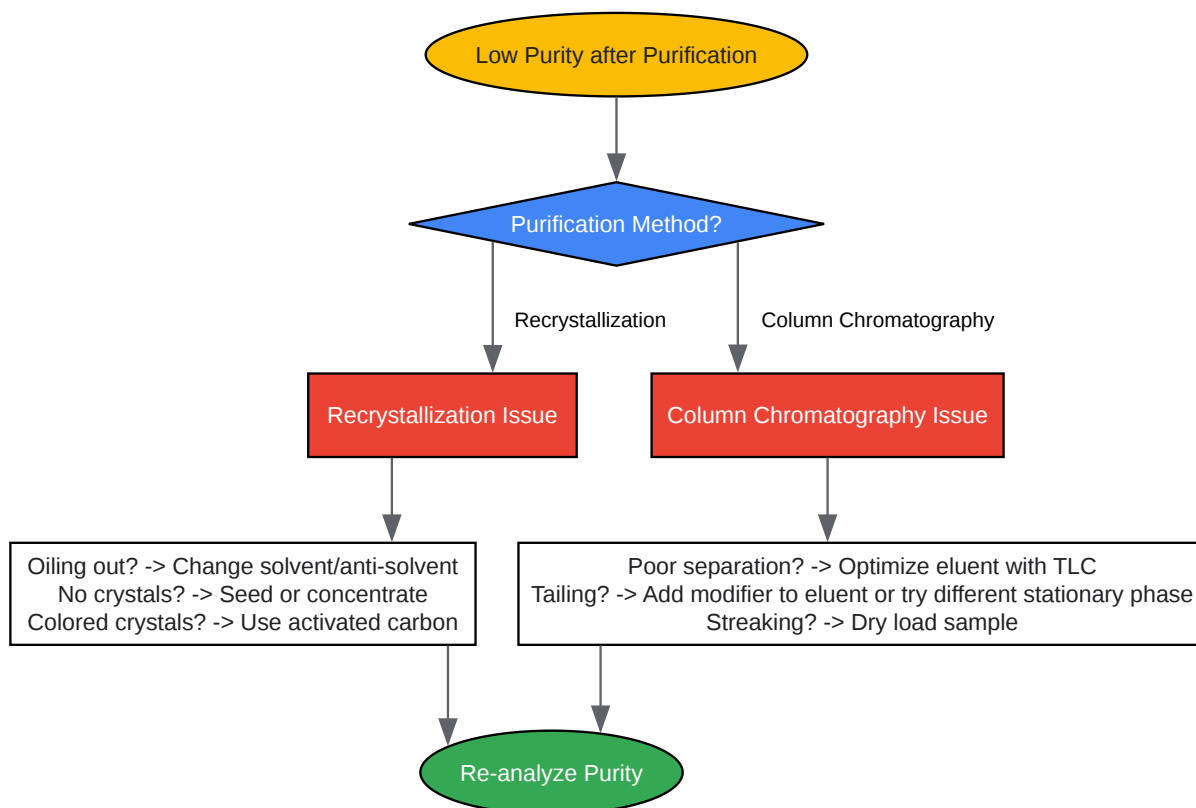 Low Purity after Purification
Purification Method?
Recrystallization
Column Chromatography
Recrystallization Issue
Column Chromatography Issue
Oiling out? -> Change solvent/anti-solvent
No crystals? -> Seed or concentrate
Colored crystals? -> Use activated carbon
Poor separation? -> Optimize eluent with TLC
Tailing? -> Add modifier to eluent or try different stationary phase
Streaking? -> Dry load sample
Re-analyze Purity